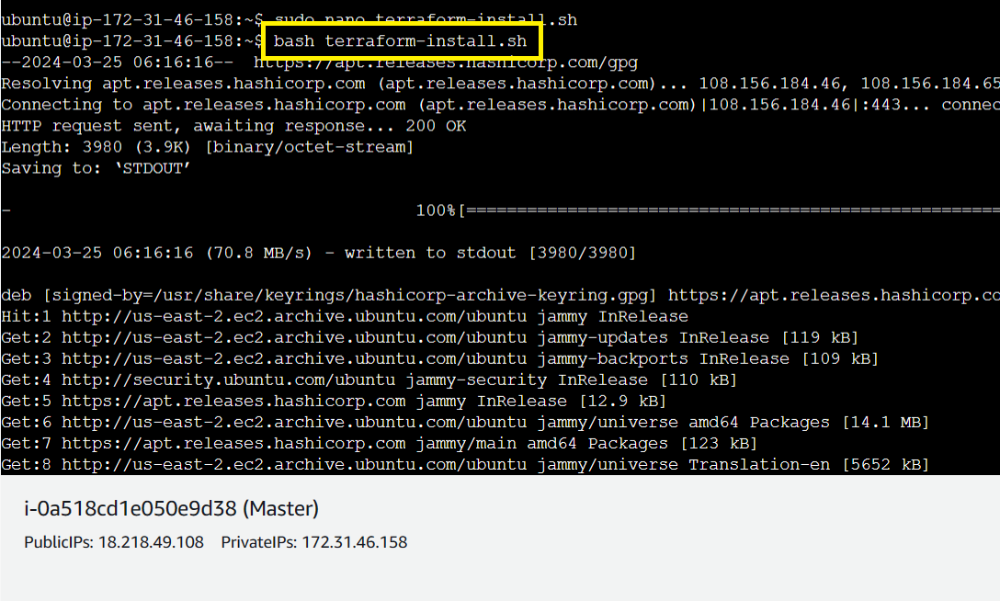 ubuntu@ip-172-31-46-158:~$ sudo nano terraform-install.sh
ubuntu@ip-172-31-46-158:~$ bash terraform-install.sh
--2024-03-25 06:16:16-- https://apt.releases.hashicorp.com/gpg
Resolving apt.releases.hashicorp.com (apt.releases.hashicorp.com)... 108.156.184.46, 108.156.184.65
Connecting to apt.releases.hashicorp.com (apt.releases.hashicorp.com)|108.156.184.46|:443... connec
HTTP request sent, awaiting response... 200 OK
Length: 3980 (3.9K) [binary/octet-stream]
Saving to: ‘STDOUT’
- 100%[=====================================================
2024-03-25 06:16:16 (70.8 MB/s) - written to stdout [3980/3980]
deb [signed-by=/usr/share/keyrings/hashicorp-archive-keyring.gpg] https://apt.releases.hashicorp.co
Hit:1 http://us-east-2.ec2.archive.ubuntu.com/ubuntu jammy InRelease
Get:2 http://us-east-2.ec2.archive.ubuntu.com/ubuntu jammy-updates InRelease [119 kB]
Get:3 http://us-east-2.ec2.archive.ubuntu.com/ubuntu jammy-backports InRelease [109 kB]
Get:4 http://security.ubuntu.com/ubuntu jammy-security InRelease [110 kB]
Get:5 https://apt.releases.hashicorp.com jammy InRelease [12.9 kB]
Get:6 http://us-east-2.ec2.archive.ubuntu.com/ubuntu jammy/universe amd64 Packages [14.1 MB]
Get:7 https://apt.releases.hashicorp.com jammy/main amd64 Packages [123 kB]
Get:8 http://us-east-2.ec2.archive.ubuntu.com/ubuntu jammy/universe Translation-en [5652 kB]
i-0a518cd1e050e9d38 (Master)
PublicIPs: 18.218.49.108 PrivateIPs: 172.31.46.158